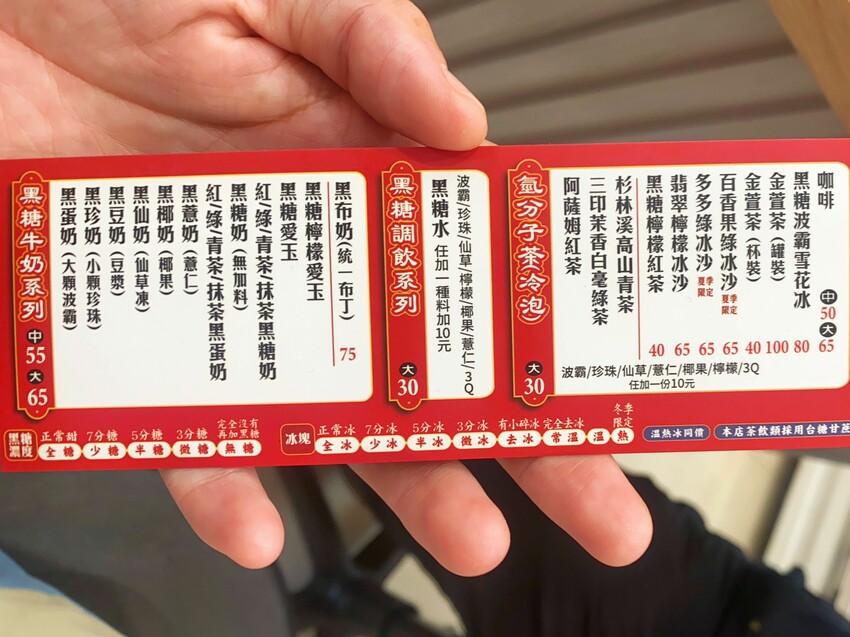 黑糖牛奶系列
中 55 大 65
黑蛋奶(大顆波霸)
黑珍奶(小顆珍珠)
黑豆奶(豆漿)
黑仙奶(仙草凍)
黑椰奶(椰果)
黑薏奶(薏仁)
紅/綠/青茶/抹茶黑蛋奶
黑糖奶(無加料)
紅/綠/青茶/抹茶黑糖奶
黑糖愛玉
黑糖檸檬愛玉
黑布奶(統一布丁) 75
黑糖調飲系列
大 30
黑糖水 任加一種料加10元
波霸/珍珠/仙草/檸檬/椰果/薏仁/3Q
氫分子茶冷泡
大 30
阿薩姆紅茶
三印茉香白毫綠茶
杉林溪高山青茶
黑糖檸檬紅茶 40
翡翠檸檬冰沙 65
多多綠冰沙 夏季限定 65
百香果綠冰沙 夏季限定 65
金萱茶(杯裝) 40
金萱茶(罐裝) 100
黑糖波霸雪花冰 80
咖啡 中 50 大 65
波霸/珍珠/仙草/薏仁/椰果/檸檬/3Q
任加一份10元
黑糖濃度
正常甜 7分糖 5分糖 3分糖 完全沒有再加黑糖
全糖 少糖 半糖 微糖 無糖
冰塊
正常冰 7分冰 5分冰 3分冰 有小碎冰 完全去冰 冬季限定
全冰 少冰 半冰 微冰 去冰 常溫 溫 熱
溫熱冰同價
本店茶飲類採用台糖甘蔗